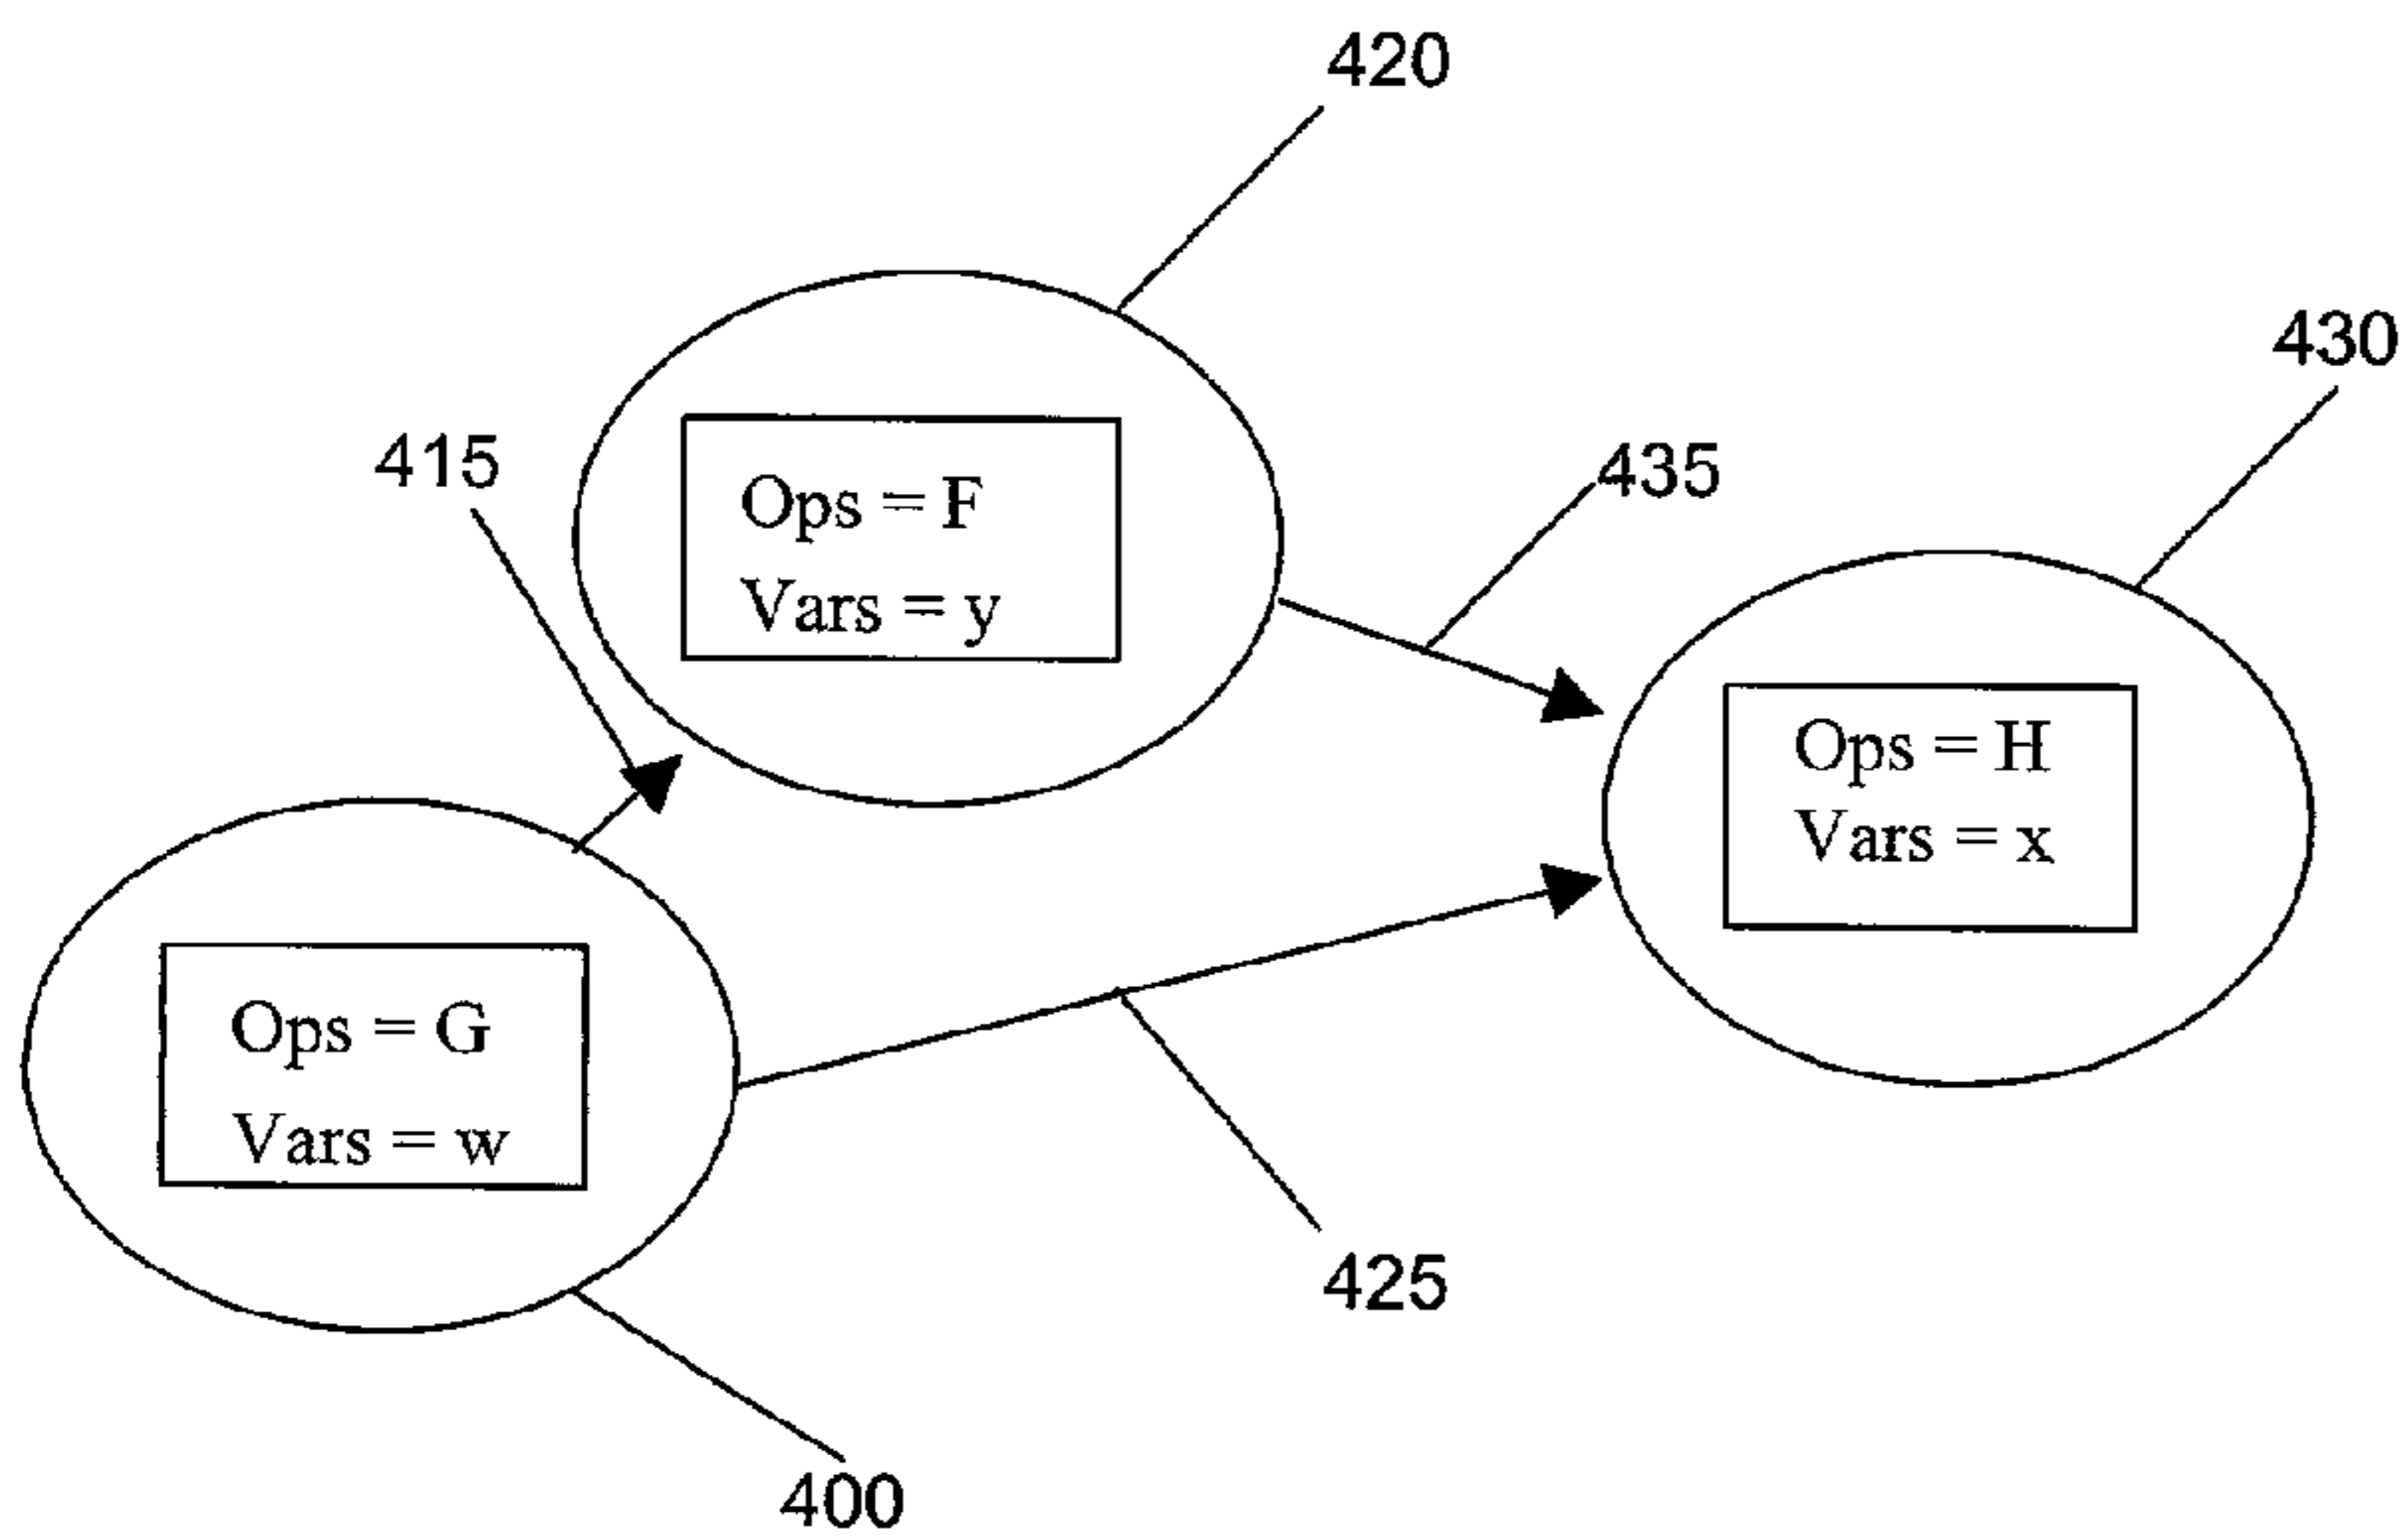 420
430
415
435
Ops = F
Vars = y
Ops = H
Vars = x
Ops = G
Vars = w
425
400